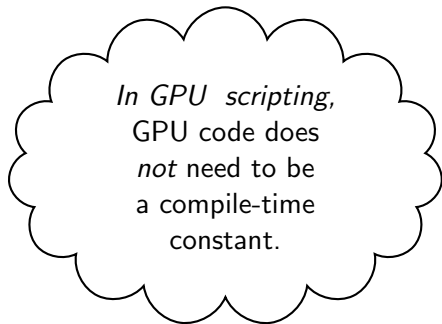 In GPU scripting,
GPU code does
not need to be
a compile-time
constant.